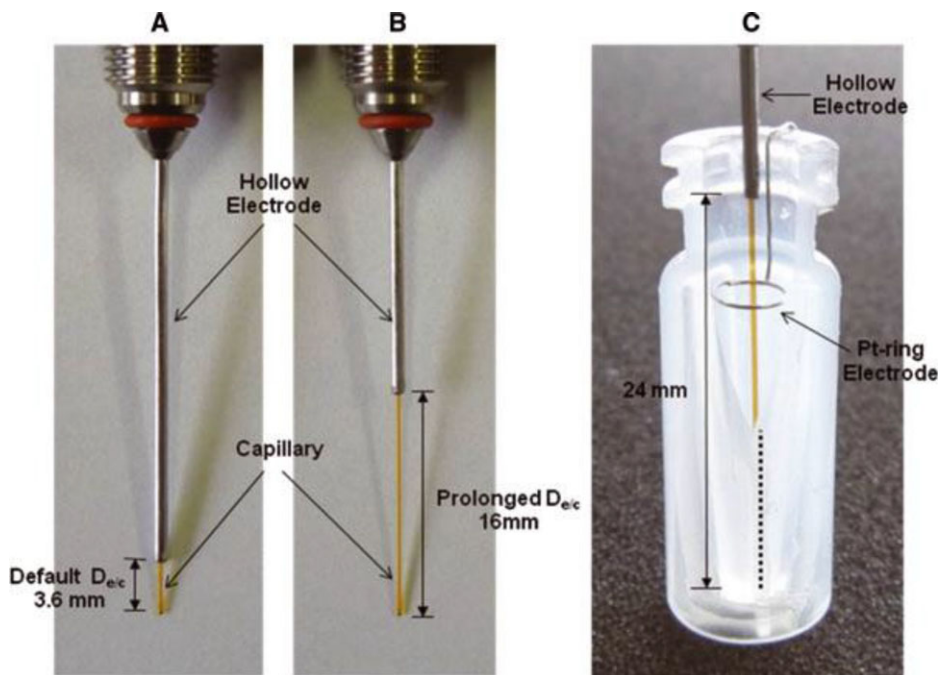 A
B
C
Hollow
Electrode
Hollow
Electrode
Pt-ring
Electrode
24 mm
Capillary
Prolonged De/c
16mm
Default De/c
3.6 mm